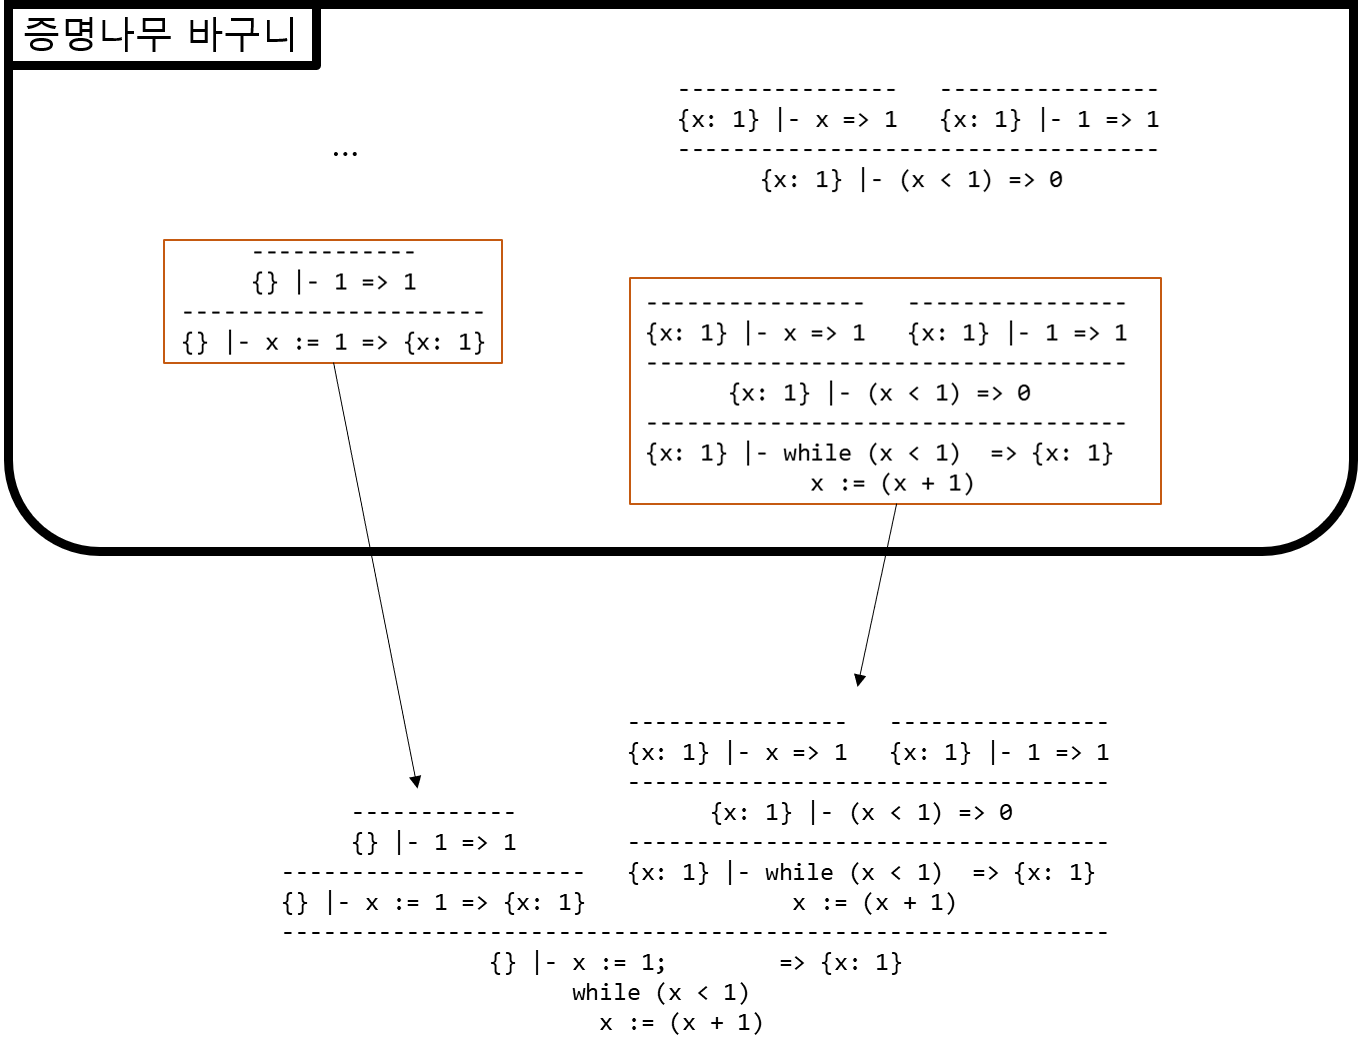 증명나무 바구니
...
---------------- ----------------
{x: 1} |- x => 1 {x: 1} |- 1 => 1
-----------------------------------
{x: 1} |- (x < 1) => 0
------------
{} |- 1 => 1
----------------------
{} |- x := 1 => {x: 1}
---------------- ----------------
{x: 1} |- x => 1 {x: 1} |- 1 => 1
-----------------------------------
{x: 1} |- (x < 1) => 0
-----------------------------------
{x: 1} |- while (x < 1) => {x: 1}
x := (x + 1)
------------
{} |- 1 => 1
----------------------
{} |- x := 1 => {x: 1}
---------------- ----------------
{x: 1} |- x => 1 {x: 1} |- 1 => 1
-----------------------------------
{x: 1} |- (x < 1) => 0
-----------------------------------
{x: 1} |- while (x < 1) => {x: 1}
x := (x + 1)
------------------------------------------------------------
{} |- x := 1; => {x: 1}
while (x < 1)
x := (x + 1)